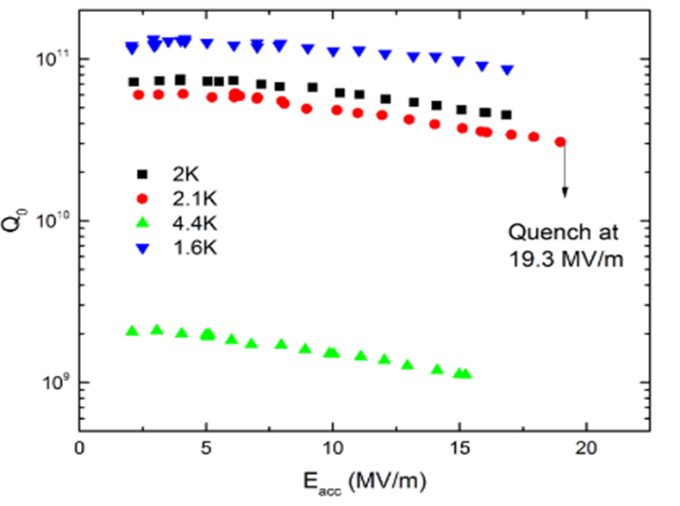 10¹¹
10¹⁰
10⁹
Q₀
2K
2.1K
4.4K
1.6K
Quench at
19.3 MV/m
0 5 10 15 20
Eacc (MV/m)